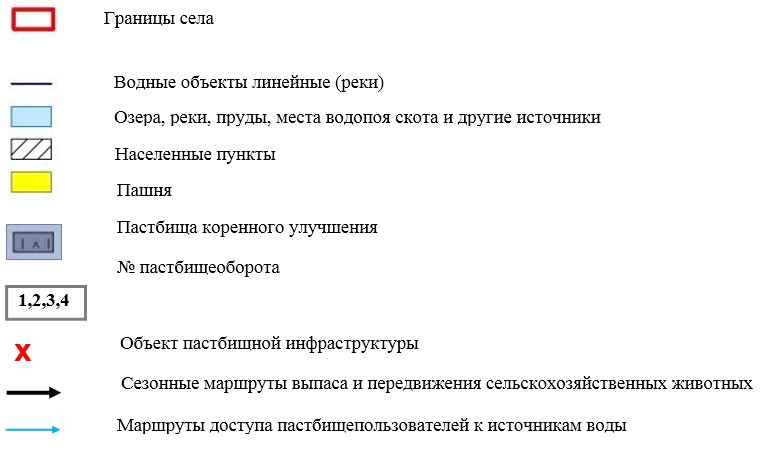 Границы села
Водные объекты линейные (реки)
Озера, реки, пруды, места водопоя скота и другие источники
Населенные пункты
Пашня
Пастбища коренного улучшения
№ пастбищеоборота
1,2,3,4
X
Объект пастбищной инфраструктуры
Сезонные маршруты выпаса и передвижения сельскохозяйственных животных
Маршруты доступа пастбищепользователей к источникам воды